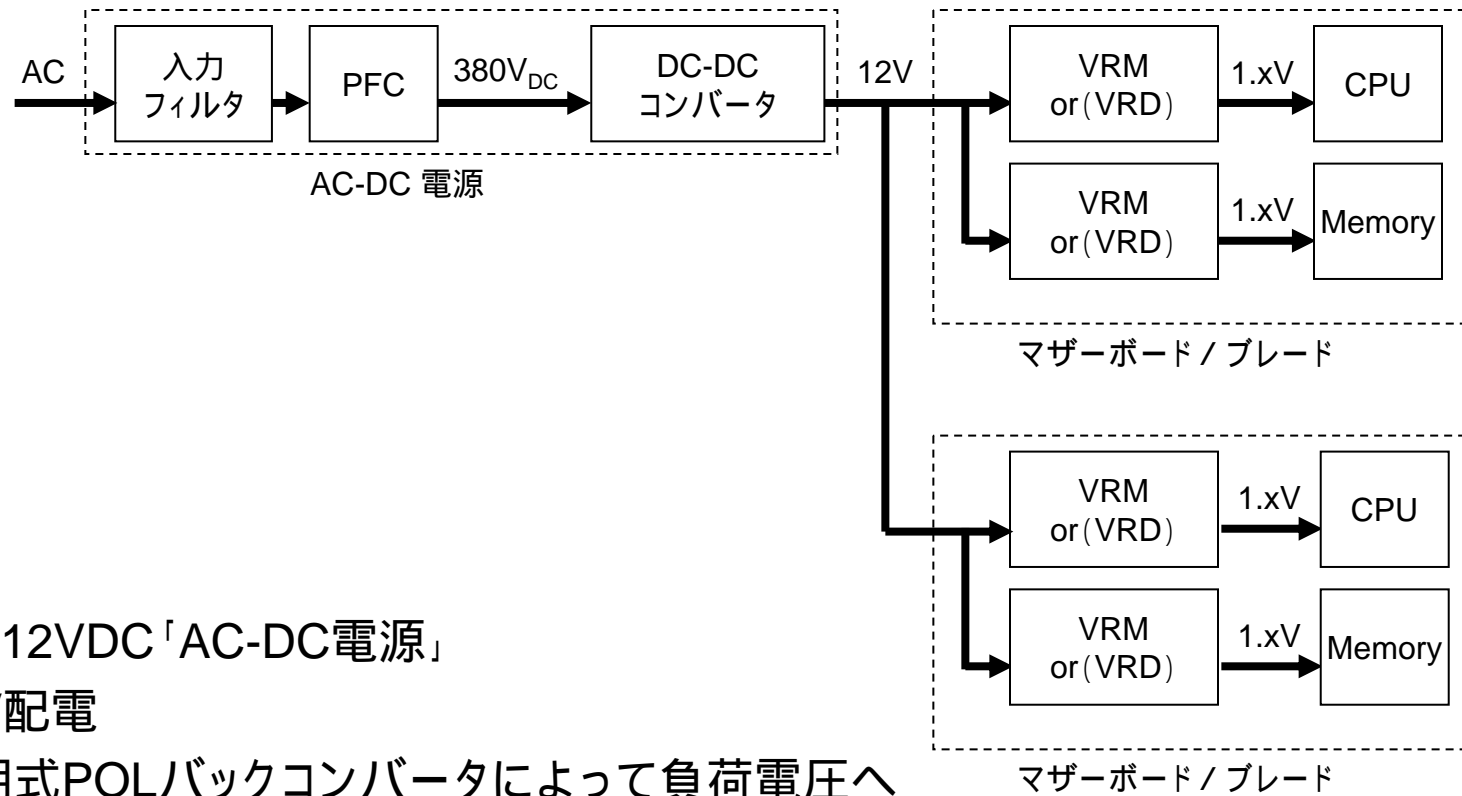 AC
入力
フィルタ
PFC
380VDC
DC-DC
コンバータ
12V
AC-DC 電源
VRM
or(VRD)
1.xV
CPU
VRM
or(VRD)
1.xV
Memory
マザーボード / ブレード
VRM
or(VRD)
1.xV
CPU
VRM
or(VRD)
1.xV
Memory
マザーボード / ブレード
12VDC「AC-DC電源」
配電
式POLバックコンバータによって負荷電圧へ